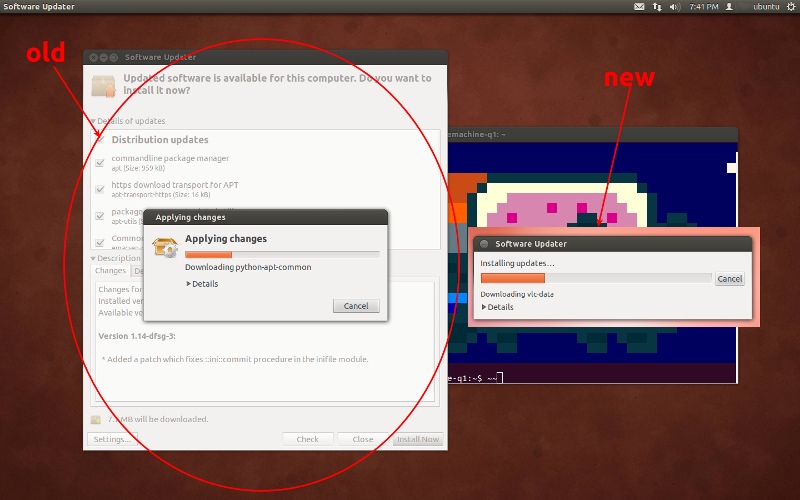 Software Updater
7:41 PM
ubuntu
old
new
Software Updater
Updated software is available for this computer. Do you want to
install it now?
Details of updates
Distribution updates
commandline package manager
apt (Size: 959 kB)
https download transport for APT
apt-transport-https (Size: 16 kB)
apt-utils (Size:
Description
Changes
Changes for
Installed
Available
Version 1.14-dfsg-3:
* Added a patch which fixes ::ini::commit procedure in the inifile module.
MB will be downloaded.
Settings...
Check
Close
Install Now
Applying changes
Applying changes
Downloading python-apt-common
Details
Cancel
emachine-q1: ~
Software Updater
Installing updates...
Cancel
Downloading vlc-data
Details
e-q1:~$ ~~